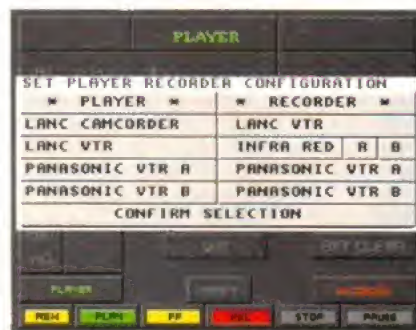 PLAYER
SET PLAYER RECORDER CONFIGURATION
* PLAYER * * RECORDER *
LANC CAMCORDER LANC VTR
LANC VTR INFRA RED A B
PANASONIC VTR A PANASONIC VTR A
PANASONIC VTR B PANASONIC VTR B
CONFIRM SELECTION
PLAYER
REW PLAY FF REC STOP PAUSE